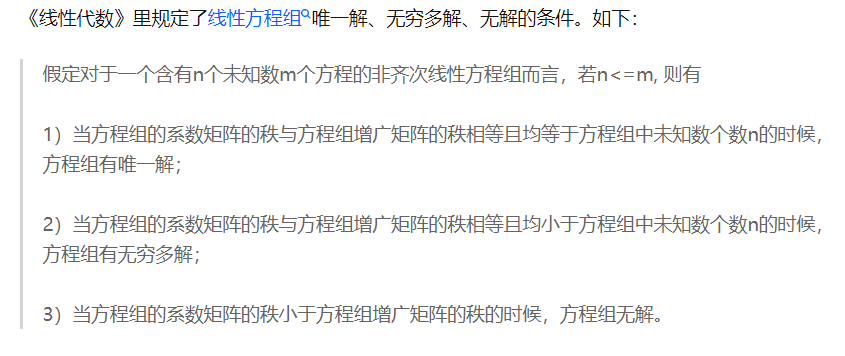 《线性代数》里规定了线性方程组唯一解、无穷多解、无解的条件。如下：
假定对于一个含有n个未知数m个方程的非齐次线性方程组而言，若n<=m, 则有
1）当方程组的系数矩阵的秩与方程组增广矩阵的秩相等且均等于方程组中未知数个数n的时候，
方程组有唯一解；
2）当方程组的系数矩阵的秩与方程组增广矩阵的秩相等且均小于方程组中未知数个数n的时候，
方程组有无穷多解；
3）当方程组的系数矩阵的秩小于方程组增广矩阵的秩的时候，方程组无解。